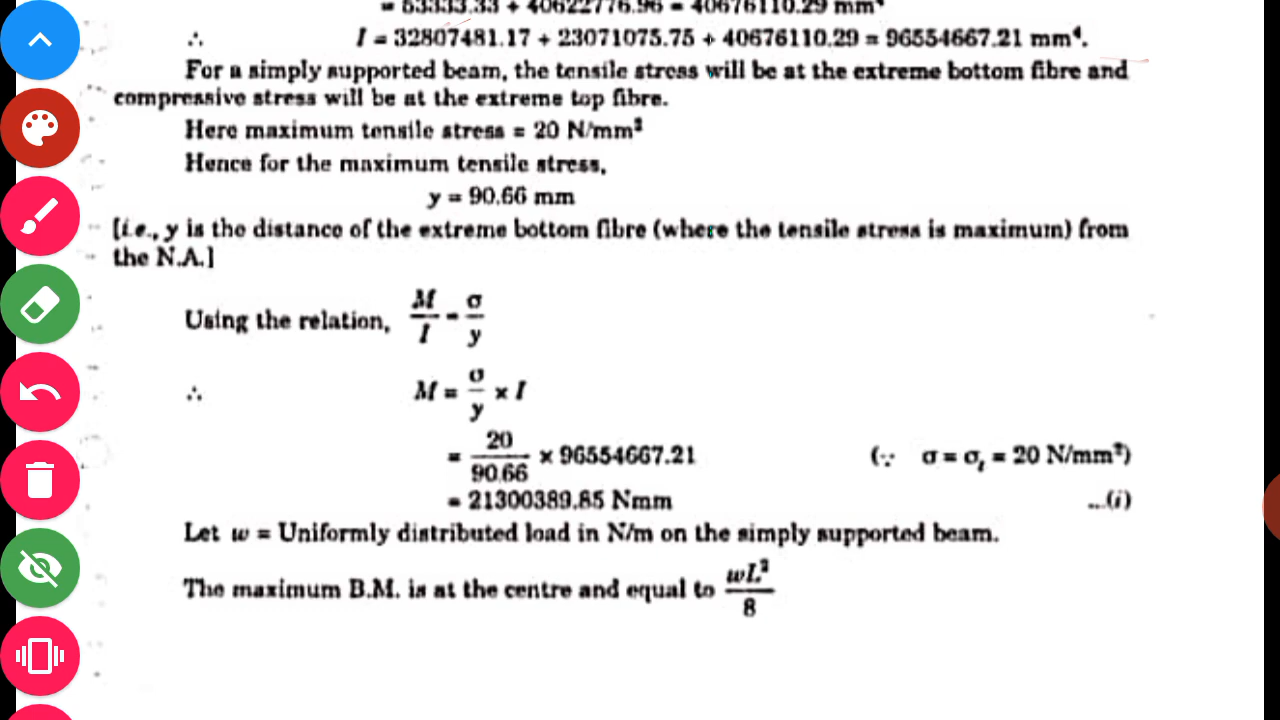 = 53333.33 + 40622776.96 = 40676110.29 mm⁴
∴ I = 32807481.17 + 23071075.75 + 40676110.29 = 96554667.21 mm⁴.
For a simply supported beam, the tensile stress will be at the extreme bottom fibre and
compressive stress will be at the extreme top fibre.
Here maximum tensile stress = 20 N/mm²
Hence for the maximum tensile stress,
y = 90.66 mm
[i.e., y is the distance of the extreme bottom fibre (where the tensile stress is maximum) from
the N.A.]
Using the relation, M/I = σ/y
∴ M = σ/y × I
= 20/90.66 × 96554667.21 (∵ σ = σₜ = 20 N/mm²)
= 21300389.85 Nmm ...(i)
Let w = Uniformly distributed load in N/m on the simply supported beam.
The maximum B.M. is at the centre and equal to wL²/8